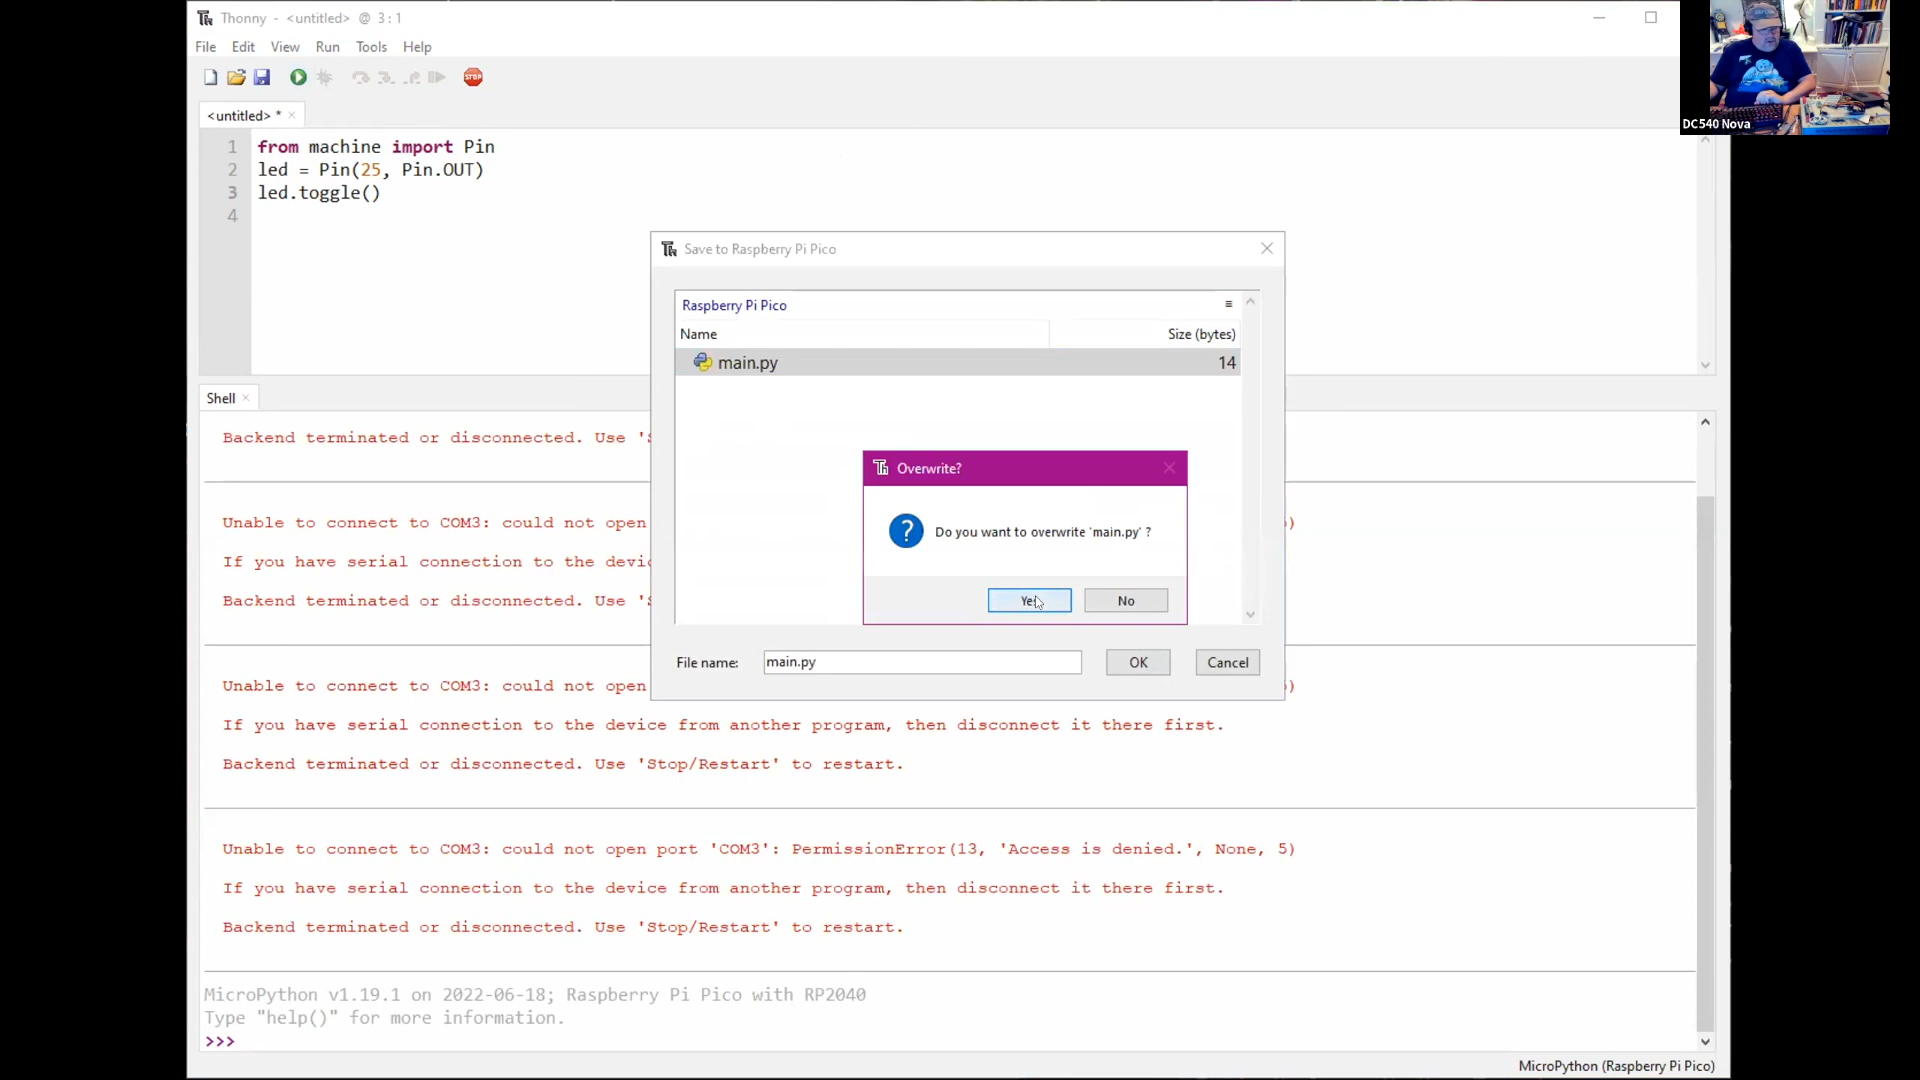 Thonny - <untitled> @ 3:1
DC540 Nova
File Edit View Run Tools Help
STOP
<untitled> *
1 from machine import Pin
2 led = Pin(25, Pin.OUT)
3 led.toggle()
4
Save to Raspberry Pi Pico
Raspberry Pi Pico
Name Size (bytes)
main.py 14
Overwrite?
Do you want to overwrite 'main.py' ?
Yes No
File name: main.py OK Cancel
Shell
Backend terminated or disconnected. Use
Unable to connect to COM3: could not open
If you have serial connection to the
Backend terminated or disconnected. Use
Unable to connect to COM3: could not open
If you have serial connection to the device from another program, then disconnect it there first.
Backend terminated or disconnected. Use 'Stop/Restart' to restart.
Unable to connect to COM3: could not open port 'COM3': PermissionError(13, 'Access is denied.', None, 5)
If you have serial connection to the device from another program, then disconnect it there first.
Backend terminated or disconnected. Use 'Stop/Restart' to restart.
MicroPython v1.19.1 on 2022-06-18; Raspberry Pi Pico with RP2040
Type "help()" for more information.
>>>
MicroPython (Raspberry Pi Pico)